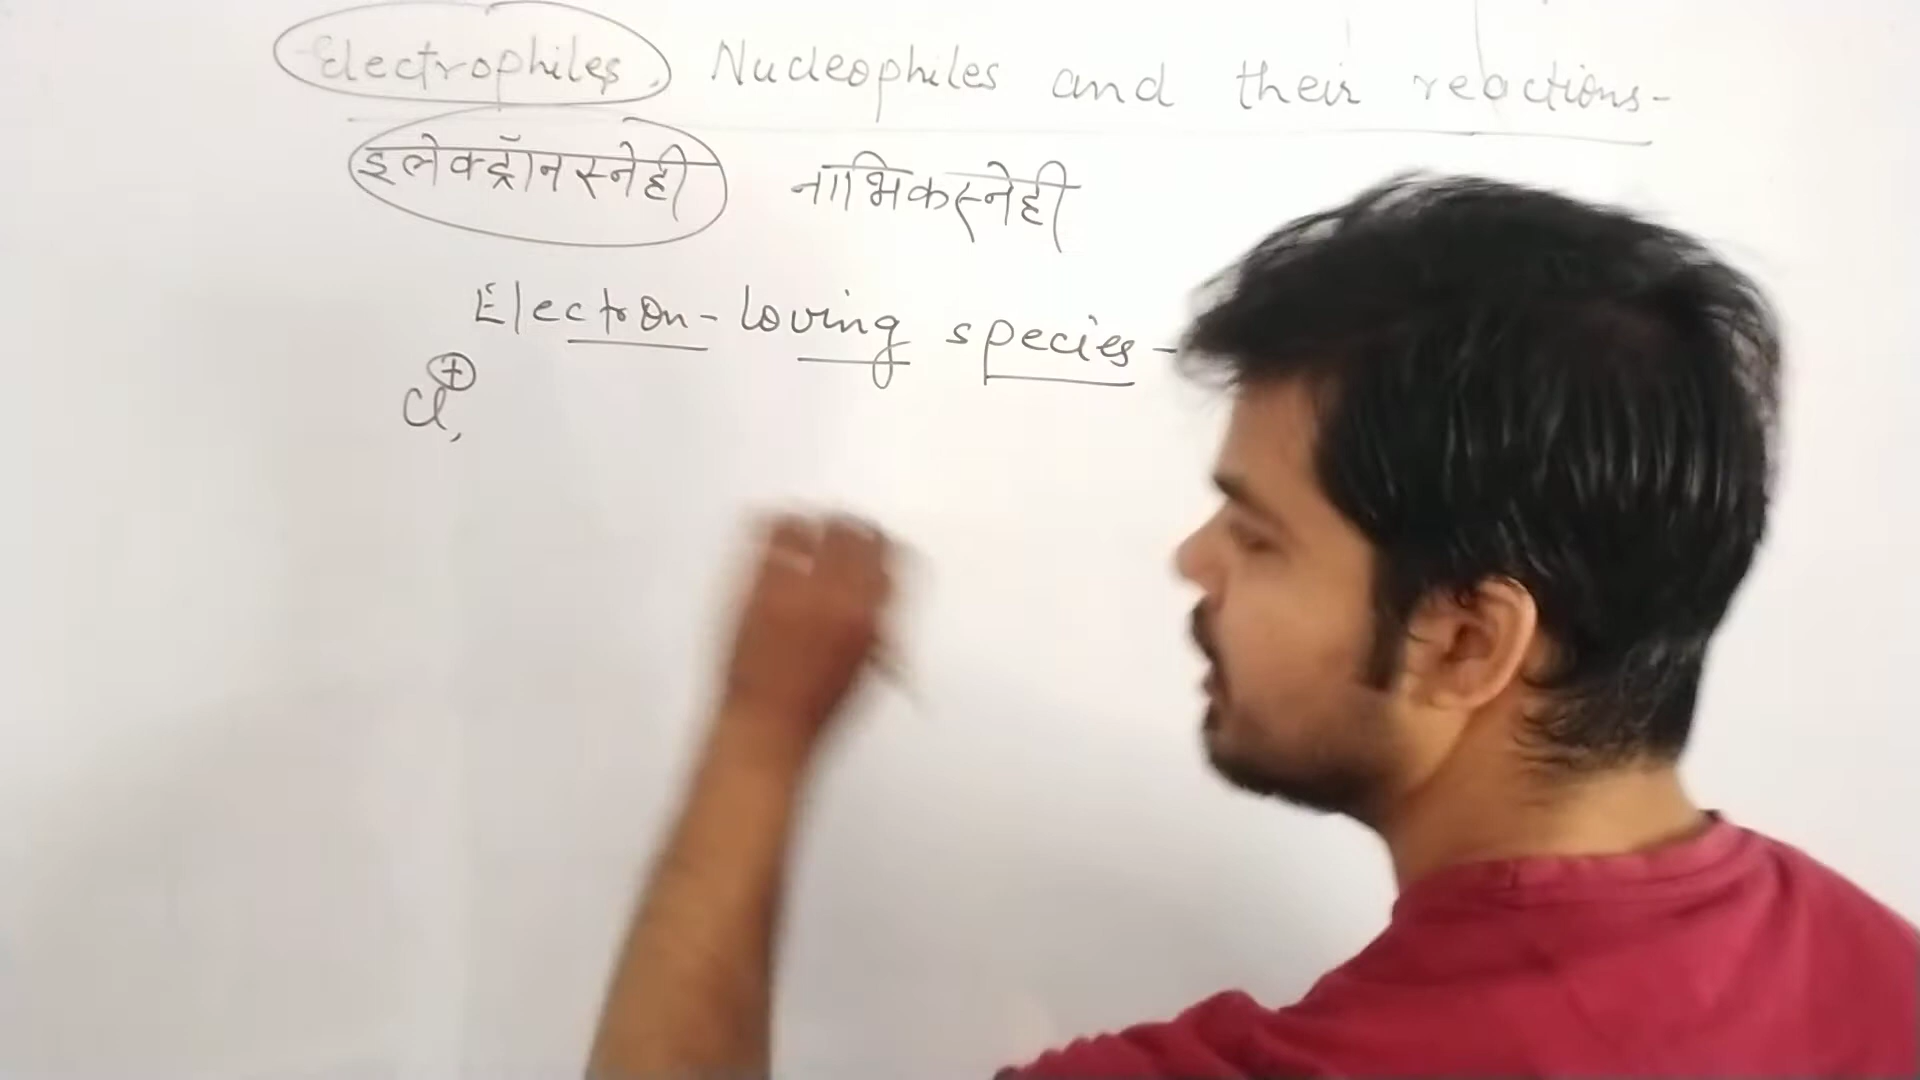 Electrophiles, Nucleophiles and their reactions-
इलेक्ट्रॉनस्नेही नाभिकस्नेही
Electron-loving species-
Cl⊕,